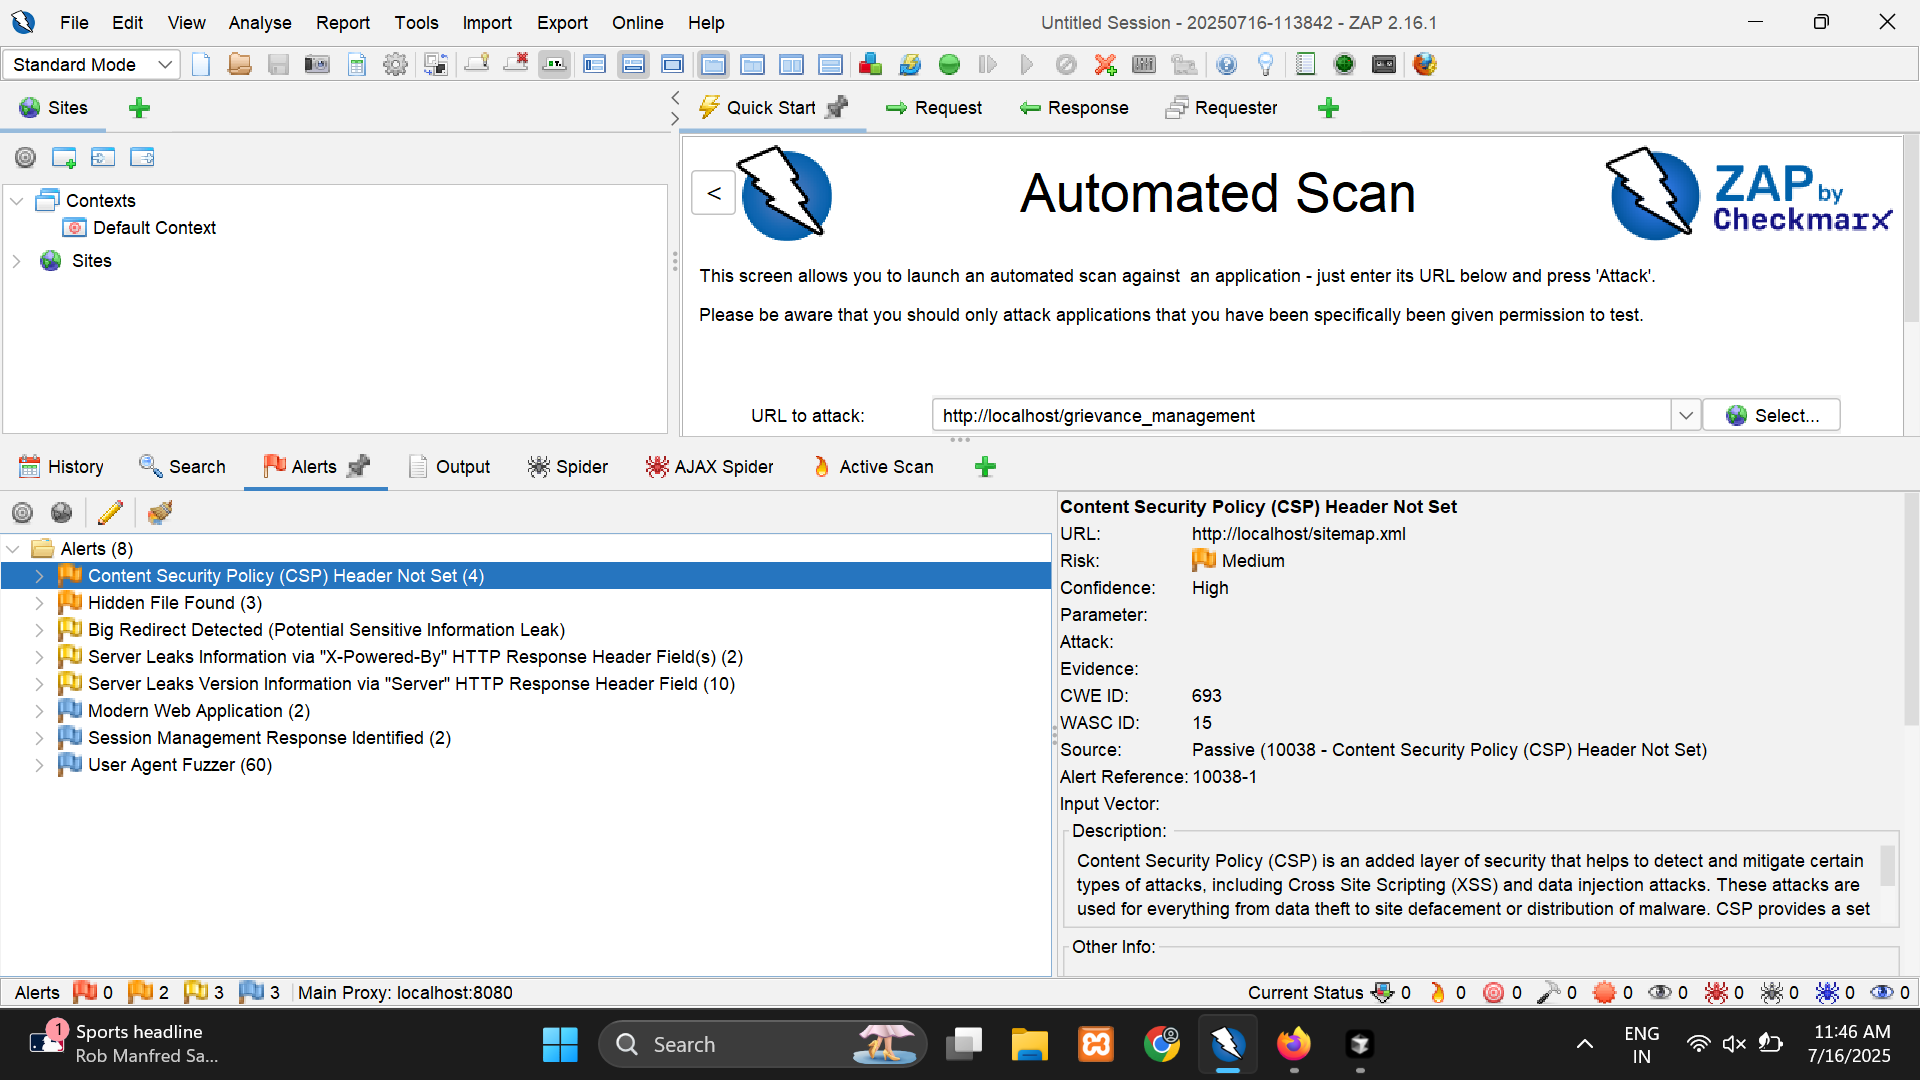 File Edit View Analyse Report Tools Import Export Online Help
Untitled Session - 20250716-113842 - ZAP 2.16.1
Standard Mode
Sites
Quick Start Request Response Requester
Contexts
Default Context
Sites
<
Automated Scan
ZAP by
Checkmarx
This screen allows you to launch an automated scan against an application - just enter its URL below and press 'Attack'.
Please be aware that you should only attack applications that you have been specifically been given permission to test.
URL to attack:
http://localhost/grievance_management
Select...
History Search Alerts Output Spider AJAX Spider Active Scan
Alerts (8)
Content Security Policy (CSP) Header Not Set (4)
Hidden File Found (3)
Big Redirect Detected (Potential Sensitive Information Leak)
Server Leaks Information via "X-Powered-By" HTTP Response Header Field(s) (2)
Server Leaks Version Information via "Server" HTTP Response Header Field (10)
Modern Web Application (2)
Session Management Response Identified (2)
User Agent Fuzzer (60)
Content Security Policy (CSP) Header Not Set
URL: http://localhost/sitemap.xml
Risk: Medium
Confidence: High
Parameter:
Attack:
Evidence:
CWE ID: 693
WASC ID: 15
Source: Passive (10038 - Content Security Policy (CSP) Header Not Set)
Alert Reference: 10038-1
Input Vector:
Description:
Content Security Policy (CSP) is an added layer of security that helps to detect and mitigate certain
types of attacks, including Cross Site Scripting (XSS) and data injection attacks. These attacks are
used for everything from data theft to site defacement or distribution of malware. CSP provides a set
Other Info:
Alerts 0 2 3 3 Main Proxy: localhost:8080
Current Status 0 0 0 0 0 0 0 0 0 0
1
Sports headline
Rob Manfred Sa...
Search
ENG
IN
11:46 AM
7/16/2025